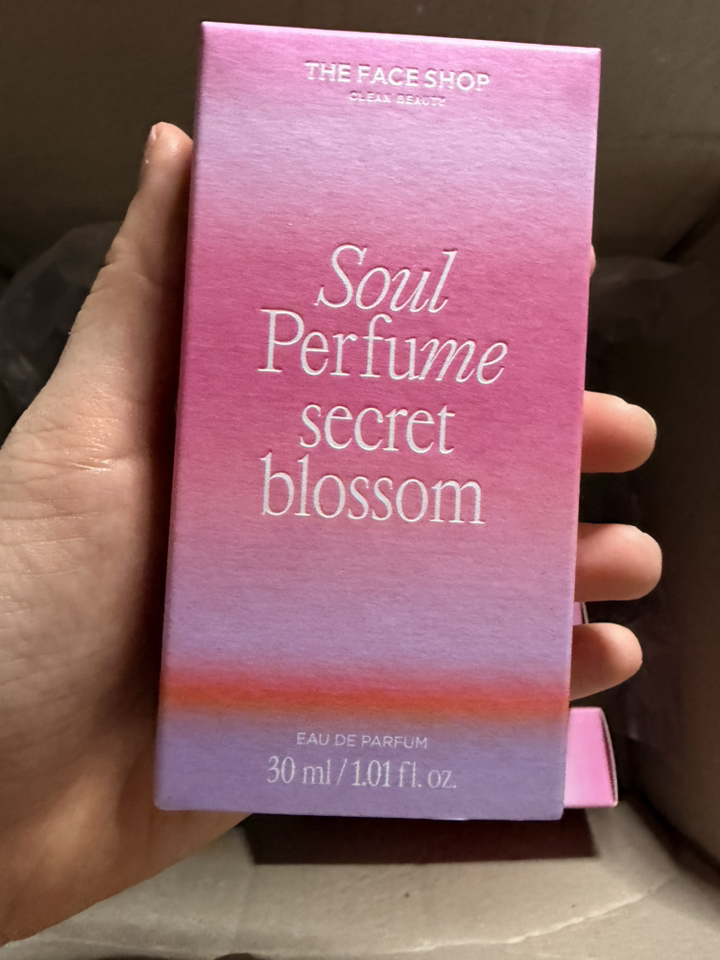 THE FACE SHOP
CLEAN BEAUTY
Soul
Perfume
secret
blossom
EAU DE PARFUM
30 ml / 1.01 fl. oz.